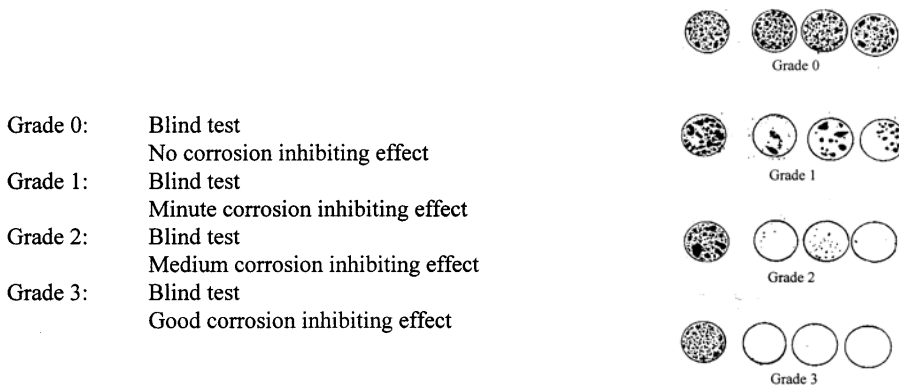 Grade 0: Blind test
No corrosion inhibiting effect
Grade 1: Blind test
Minute corrosion inhibiting effect
Grade 2: Blind test
Medium corrosion inhibiting effect
Grade 3: Blind test
Good corrosion inhibiting effect
Grade 0
Grade 1
Grade 2
Grade 3